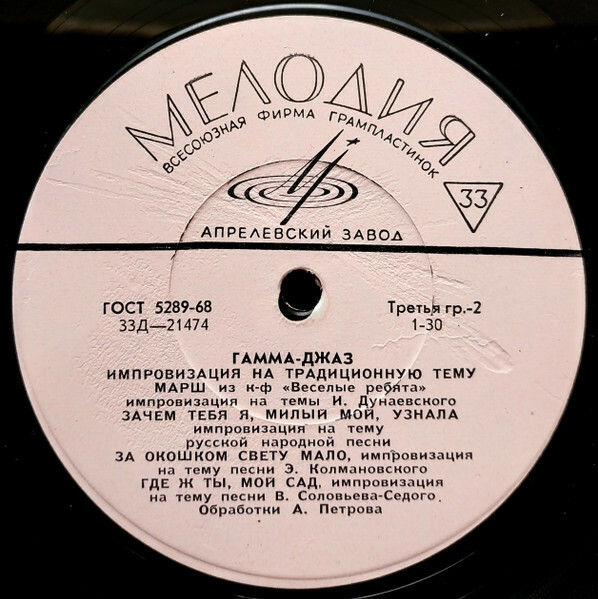 МЕЛОДИЯ
ВСЕСОЮЗНАЯ ФИРМА ГРАМПЛАСТИНОК
33
АПРЕЛЕВСКИЙ ЗАВОД
ГОСТ 5289-68
33Д—21474
Третья гр.-2
1-30
ГАММА-ДЖАЗ
ИМПРОВИЗАЦИЯ НА ТРАДИЦИОННУЮ ТЕМУ
МАРШ из к-ф «Веселые ребята»
импровизация на темы И. Дунаевского
ЗАЧЕМ ТЕБЯ Я, МИЛЫЙ МОЙ, УЗНАЛА
импровизация на тему
русской народной песни
ЗА ОКОШКОМ СВЕТУ МАЛО, импровизация
на тему песни Э. Колмановского
ГДЕ Ж ТЫ, МОЙ САД, импровизация
на тему песни В. Соловьева-Седого
Обработки А. Петрова